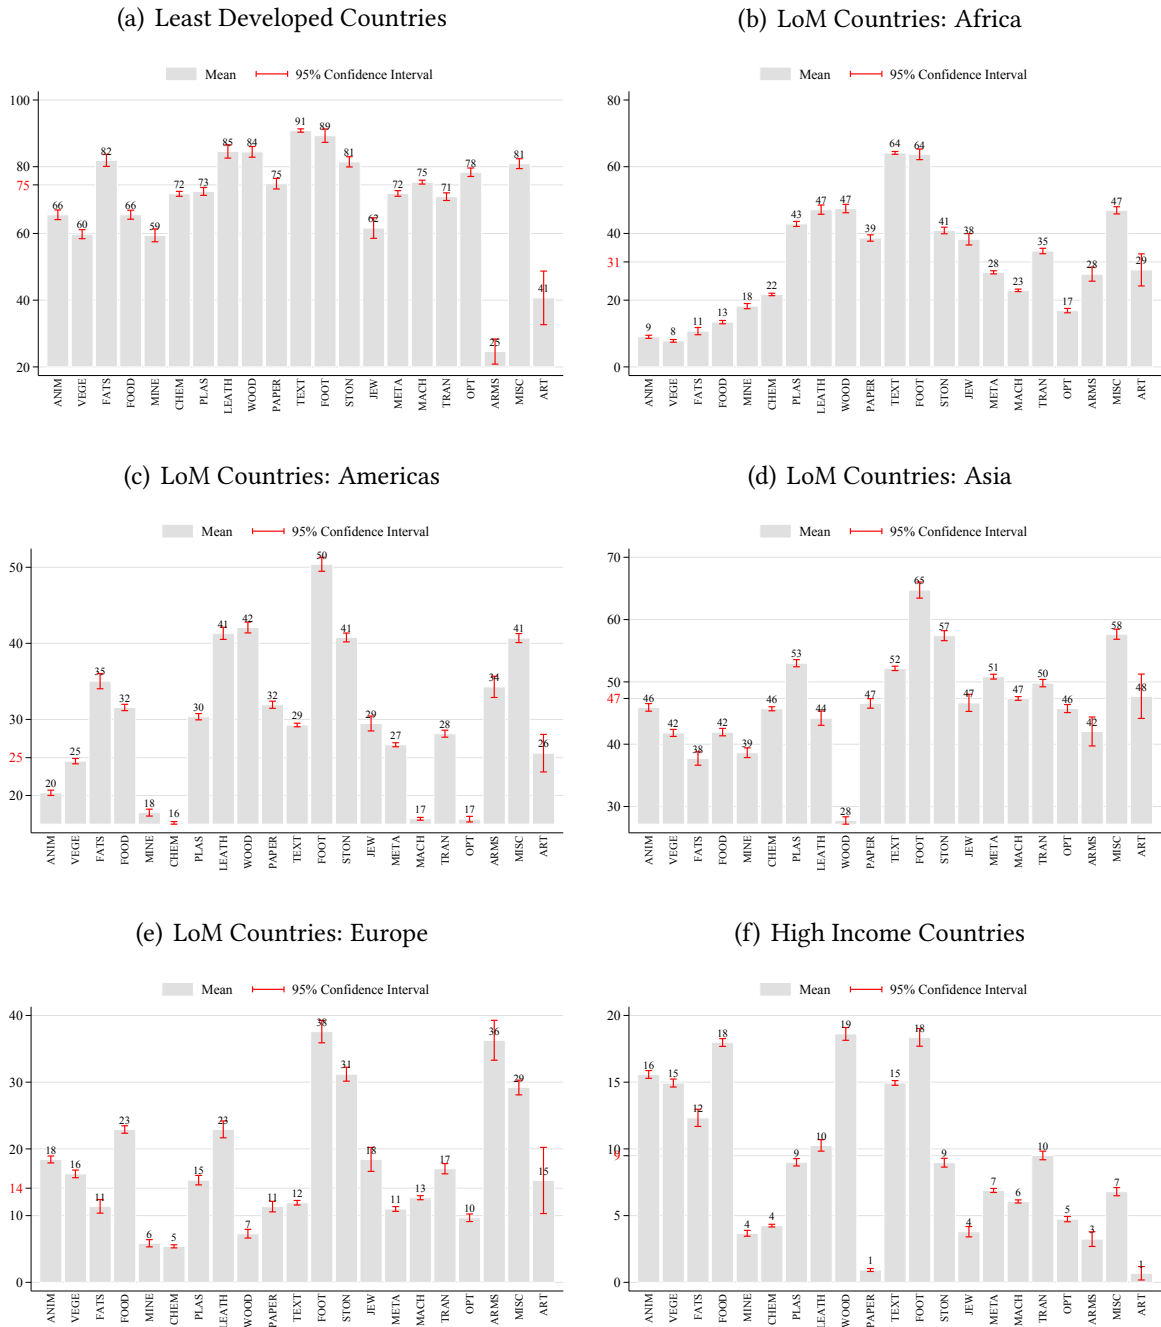 (a) Least Developed Countries
Mean 95% Confidence Interval
100
80
75
60
40
20
66 60 82 66 59 72 73 85 84 75 91 89 81 62 72 75 71 78 25 81 41
ANIM VEGE FATS FOOD MINE CHEM PLAS LEATH WOOD PAPER TEXT FOOT STON JEW META MACH TRAN OPT ARMS MISC ART
(b) LoM Countries: Africa
Mean 95% Confidence Interval
80
60
40
31
20
0
9 8 11 13 18 22 43 47 47 39 64 64 41 38 28 23 35 17 28 47 29
ANIM VEGE FATS FOOD MINE CHEM PLAS LEATH WOOD PAPER TEXT FOOT STON JEW META MACH TRAN OPT ARMS MISC ART
(c) LoM Countries: Americas
Mean 95% Confidence Interval
50
40
30
25
20
20 25 35 32 18 16 30 41 42 32 29 50 41 29 27 17 28 17 34 41 26
ANIM VEGE FATS FOOD MINE CHEM PLAS LEATH WOOD PAPER TEXT FOOT STON JEW META MACH TRAN OPT ARMS MISC ART
(d) LoM Countries: Asia
Mean 95% Confidence Interval
70
60
50
47
40
30
46 42 38 42 39 46 53 44 28 47 52 65 57 47 51 47 50 46 42 58 48
ANIM VEGE FATS FOOD MINE CHEM PLAS LEATH WOOD PAPER TEXT FOOT STON JEW META MACH TRAN OPT ARMS MISC ART
(e) LoM Countries: Europe
Mean 95% Confidence Interval
40
30
20
14
10
0
18 16 11 23 6 5 15 23 7 11 12 38 31 18 11 13 17 10 36 29 15
ANIM VEGE FATS FOOD MINE CHEM PLAS LEATH WOOD PAPER TEXT FOOT STON JEW META MACH TRAN OPT ARMS MISC ART
(f) High Income Countries
Mean 95% Confidence Interval
20
15
10
9
5
0
16 15 12 18 4 4 9 10 19 1 15 18 9 4 7 6 10 5 3 7 1
ANIM VEGE FATS FOOD MINE CHEM PLAS LEATH WOOD PAPER TEXT FOOT STON JEW META MACH TRAN OPT ARMS MISC ART